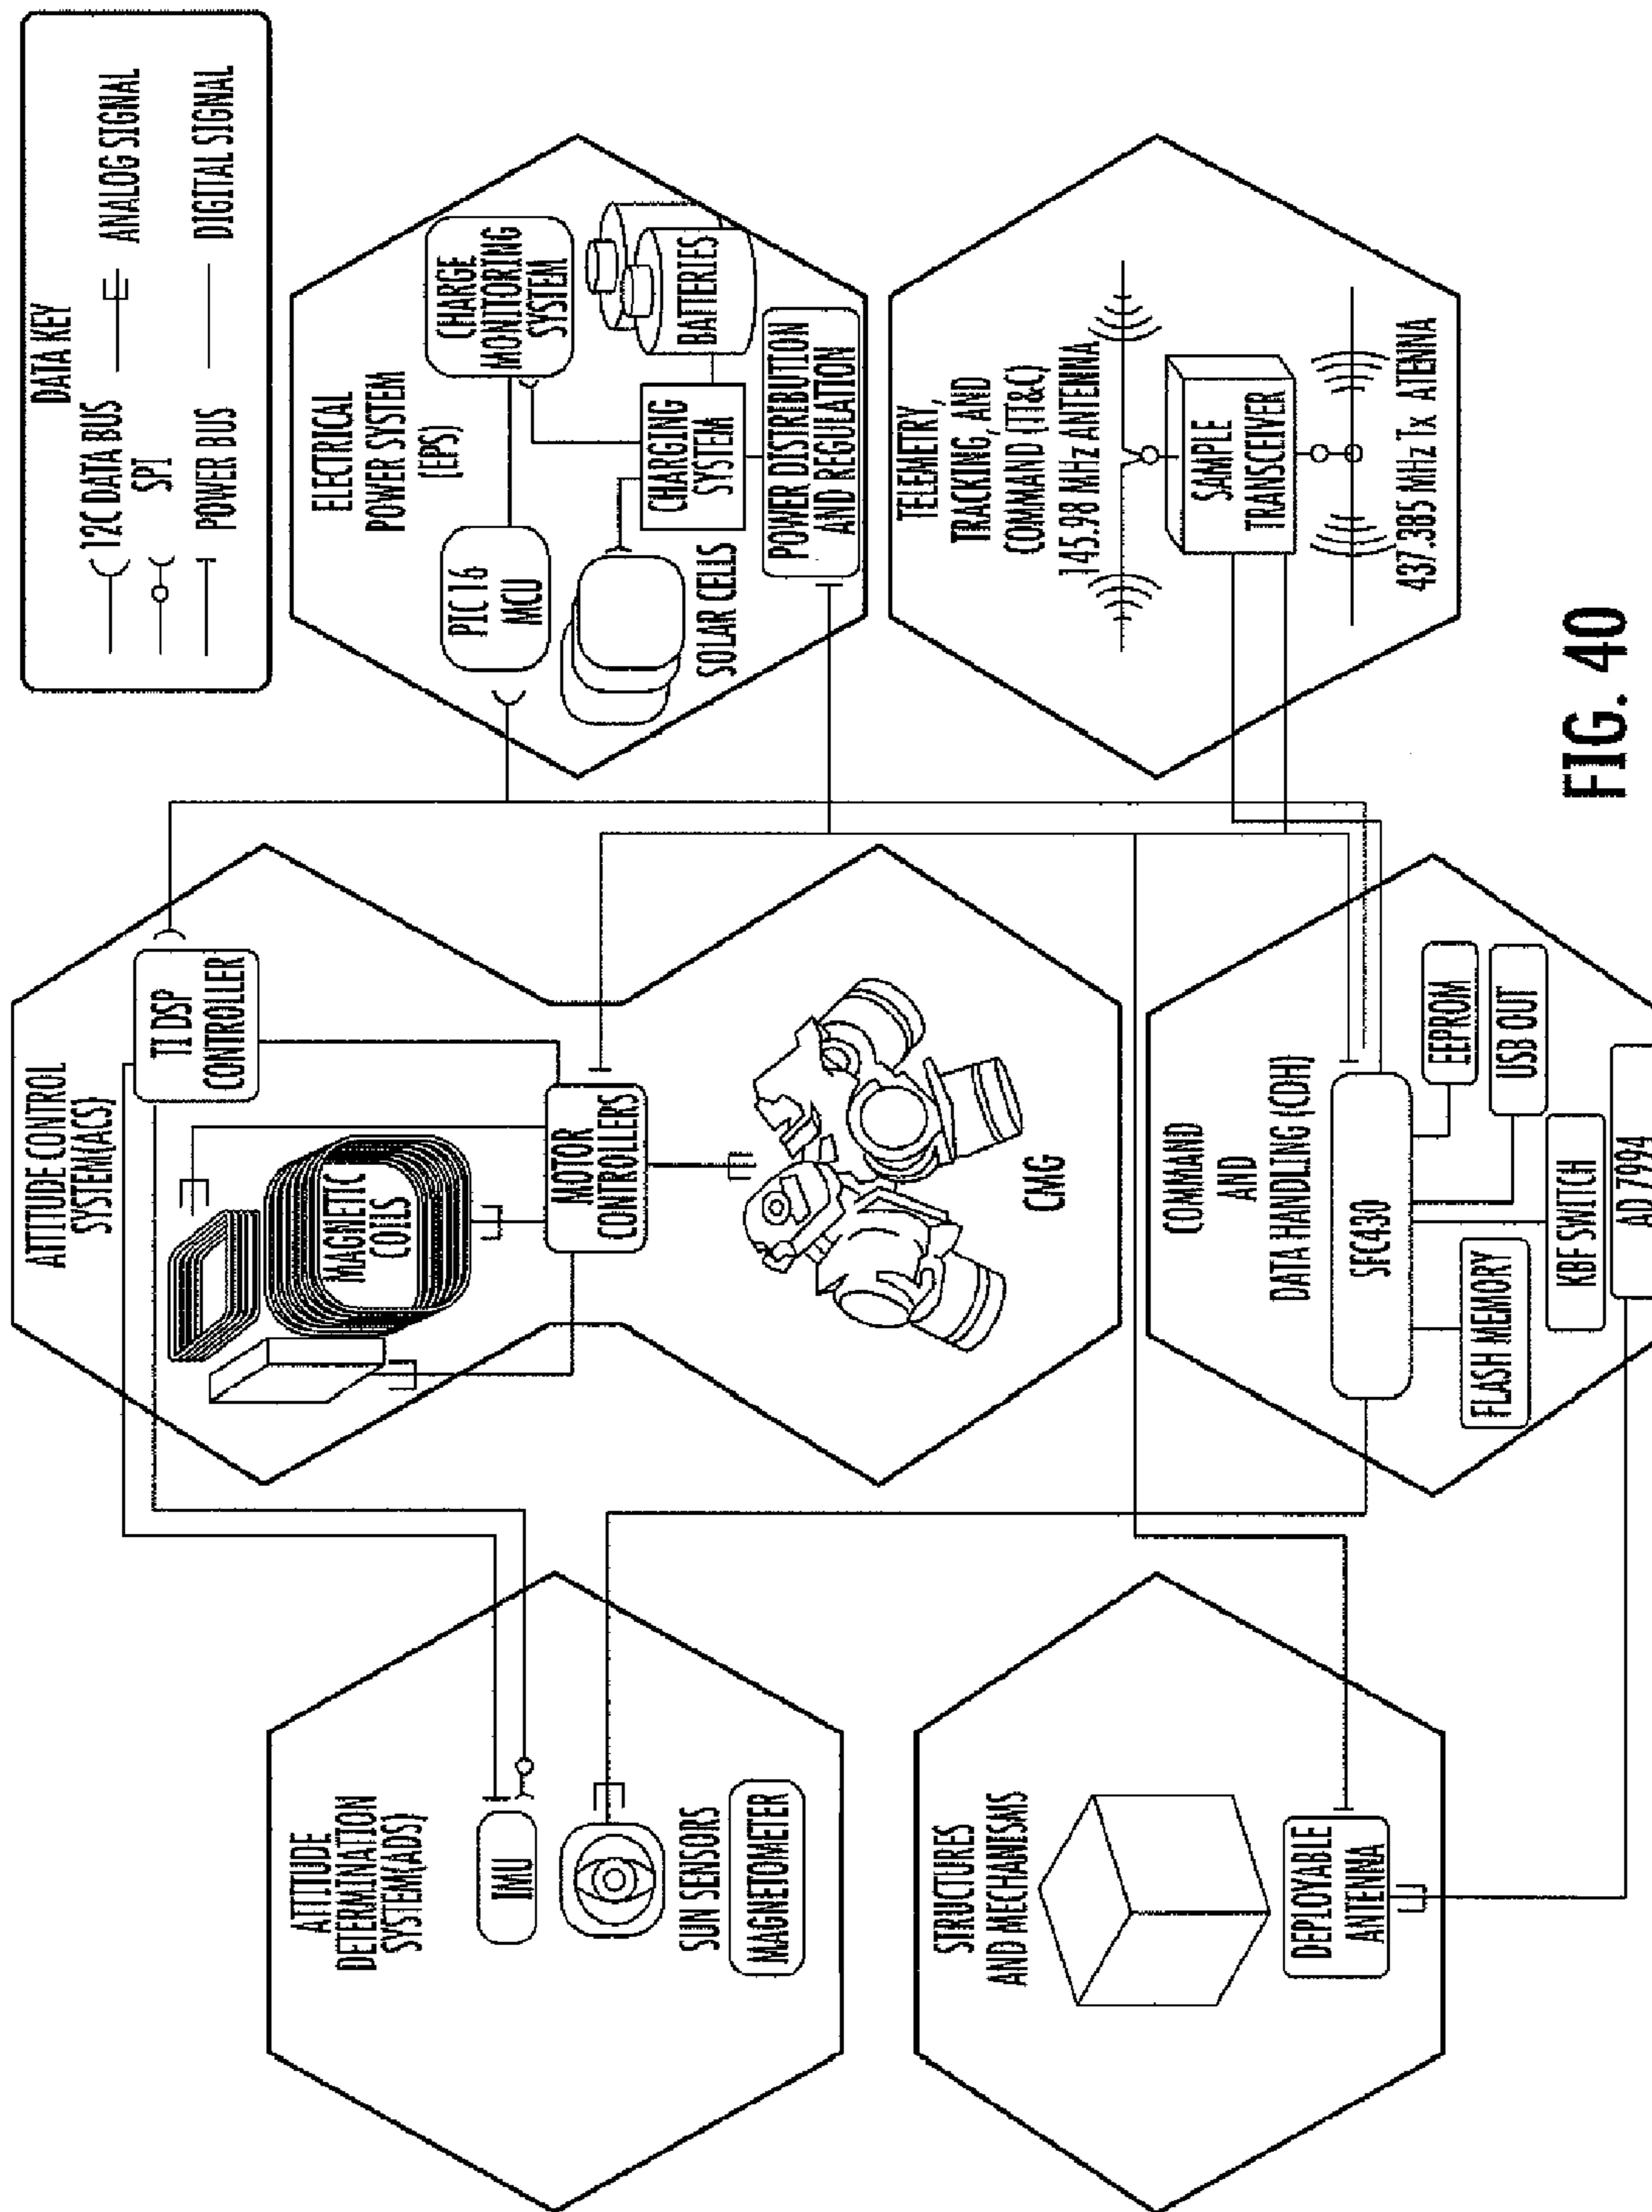 DATA KEY
12C DATA BUS
ANALOG SIGNAL
SPI
POWER BUS
DIGITAL SIGNAL
ATTITUDE
DETERMINATION
SYSTEM(ADS)
IMU
SUN SENSORS
MAGNETOMETER
STRUCTURES
AND MECHANISMS
DEPLOYABLE
ANTENNA
ATTITUDE CONTROL
SYSTEM(ACS)
TI DSP
CONTROLLER
MAGNETIC
COILS
MOTOR
CONTROLLERS
CMG
COMMAND
AND
DATA HANDLING (CDH)
SFC430
FLASH MEMORY
EEPROM
USB OUT
KBF SWITCH
AD 7994
ELECTRICAL
POWER SYSTEM
(EPS)
PIC 16
MCU
CHARGE
MONITORING
SYSTEM
SOLAR CELLS
CHARGING
SYSTEM
BATTERIES
POWER DISTRIBUTION
AND REGULATION
TELEMETRY,
TRACKING, AND
COMMAND (TT&C)
145.98 MHz ANTENNA
SAMPLE
TRANSCEIVER
437.385 MHz Tx ATENNA
FIG. 40